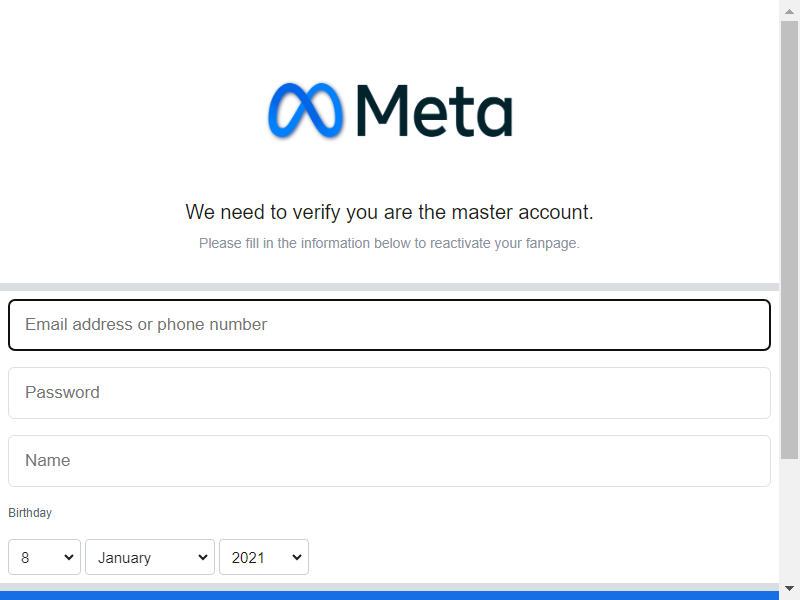 Meta
We need to verify you are the master account.
Please fill in the information below to reactivate your fanpage.
Email address or phone number
Password
Name
Birthday
8 January 2021